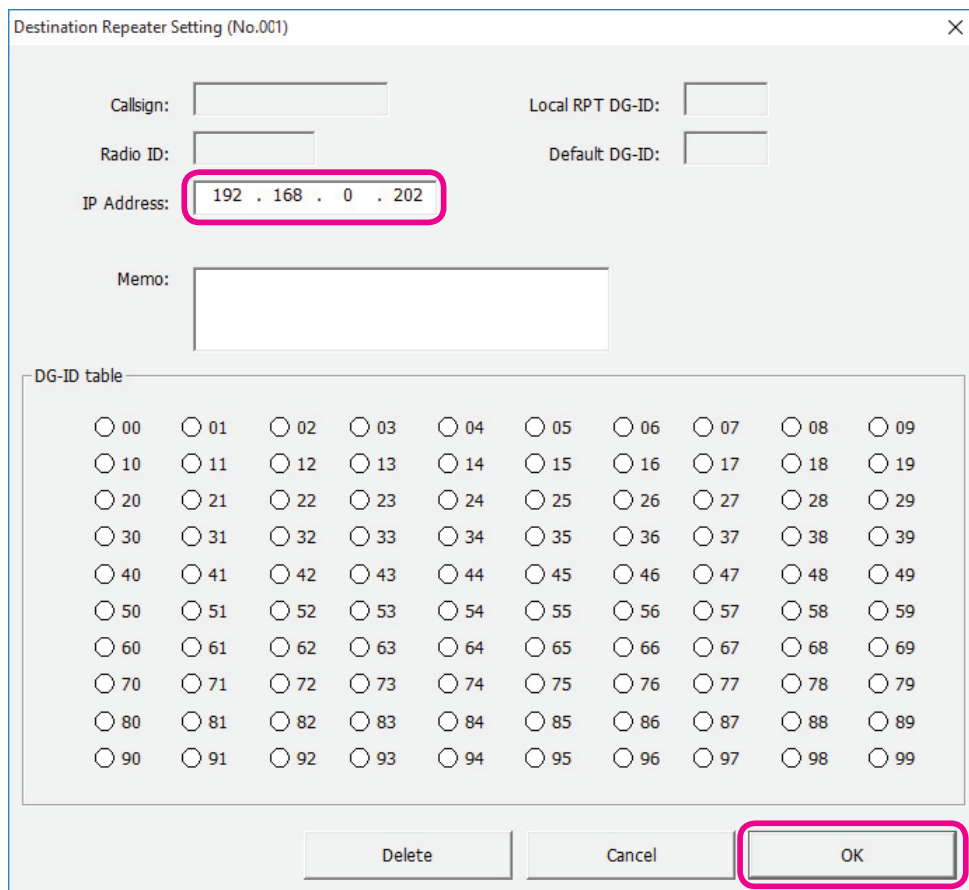 Destination Repeater Setting (No.001)
Callsign: Local RPT DG-ID:
Radio ID: Default DG-ID:
IP Address: 192 . 168 . 0 . 202
Memo:
DG-ID table
00 01 02 03 04 05 06 07 08 09
10 11 12 13 14 15 16 17 18 19
20 21 22 23 24 25 26 27 28 29
30 31 32 33 34 35 36 37 38 39
40 41 42 43 44 45 46 47 48 49
50 51 52 53 54 55 56 57 58 59
60 61 62 63 64 65 66 67 68 69
70 71 72 73 74 75 76 77 78 79
80 81 82 83 84 85 86 87 88 89
90 91 92 93 94 95 96 97 98 99
Delete Cancel OK